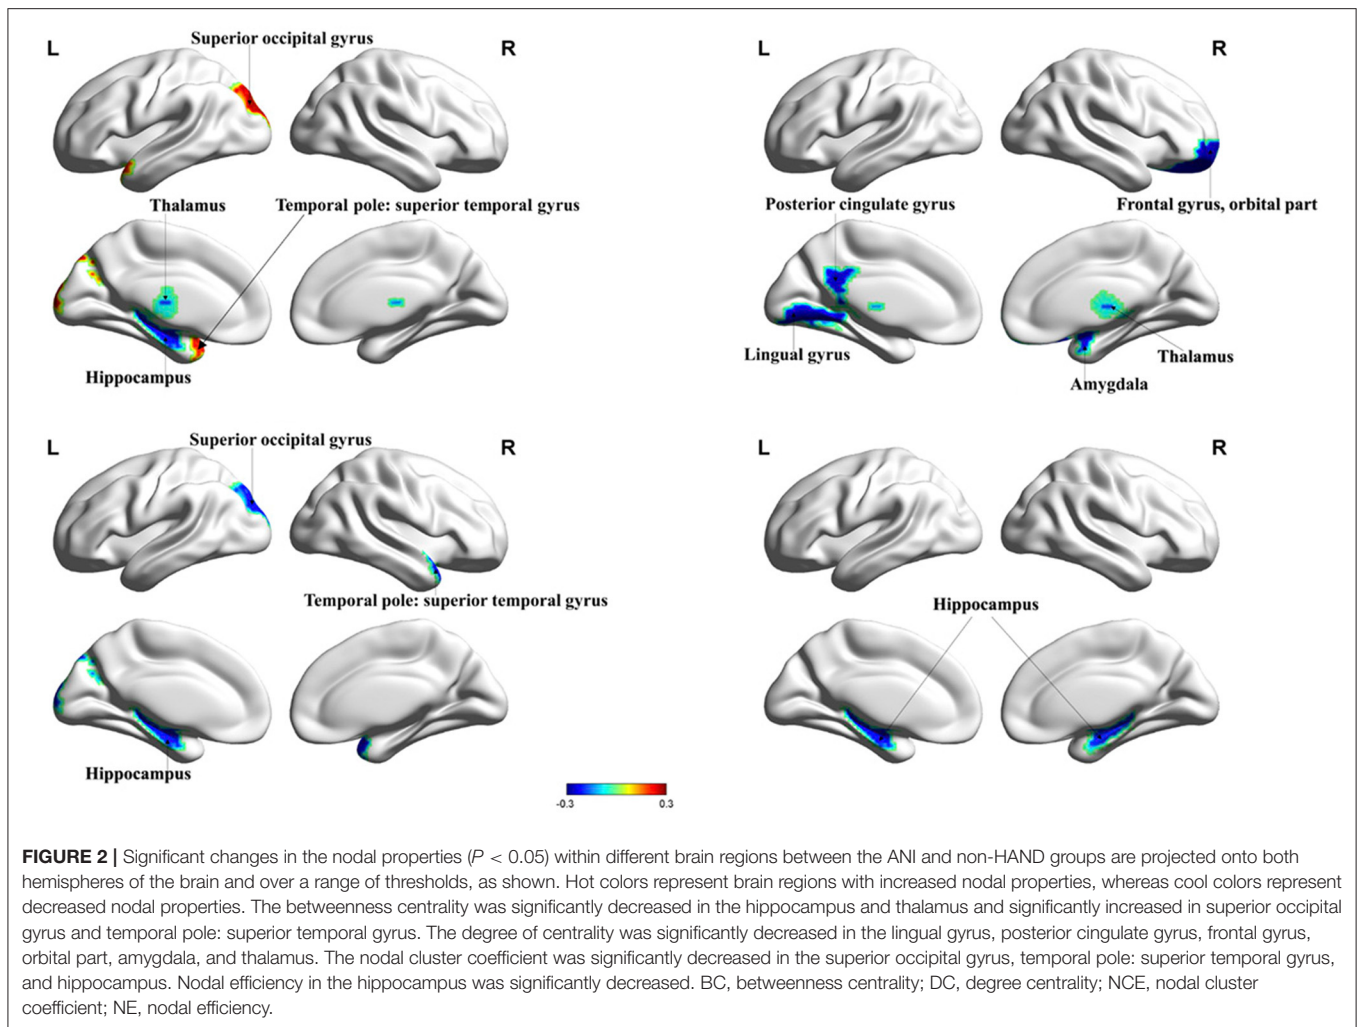 Superior occipital gyrus
L
R
Thalamus
Temporal pole: superior temporal gyrus
Hippocampus
L
R
Posterior cingulate gyrus
Frontal gyrus, orbital part
Lingual gyrus
Thalamus
Amygdala
Superior occipital gyrus
L
R
Temporal pole: superior temporal gyrus
Hippocampus
L
R
Hippocampus
-0.3
0.3
FIGURE 2 | Significant changes in the nodal properties (P < 0.05) within different brain regions between the ANI and non-HAND groups are projected onto both
hemispheres of the brain and over a range of thresholds, as shown. Hot colors represent brain regions with increased nodal properties, whereas cool colors represent
decreased nodal properties. The betweenness centrality was significantly decreased in the hippocampus and thalamus and significantly increased in superior occipital
gyrus and temporal pole: superior temporal gyrus. The degree of centrality was significantly decreased in the lingual gyrus, posterior cingulate gyrus, frontal gyrus,
orbital part, amygdala, and thalamus. The nodal cluster coefficient was significantly decreased in the superior occipital gyrus, temporal pole: superior temporal gyrus,
and hippocampus. Nodal efficiency in the hippocampus was significantly decreased. BC, betweenness centrality; DC, degree centrality; NCE, nodal cluster
coefficient; NE, nodal efficiency.